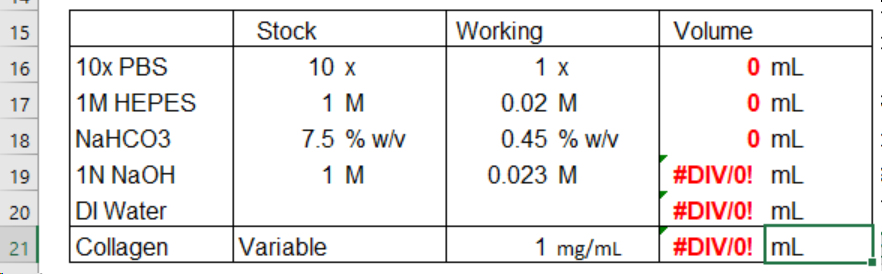 15 Stock Working Volume
16 10x PBS 10 x 1 x 0 mL
17 1M HEPES 1 M 0.02 M 0 mL
18 NaHCO3 7.5 % w/v 0.45 % w/v 0 mL
19 1N NaOH 1 M 0.023 M #DIV/0! mL
20 DI Water #DIV/0! mL
21 Collagen Variable 1 mg/mL #DIV/0! mL